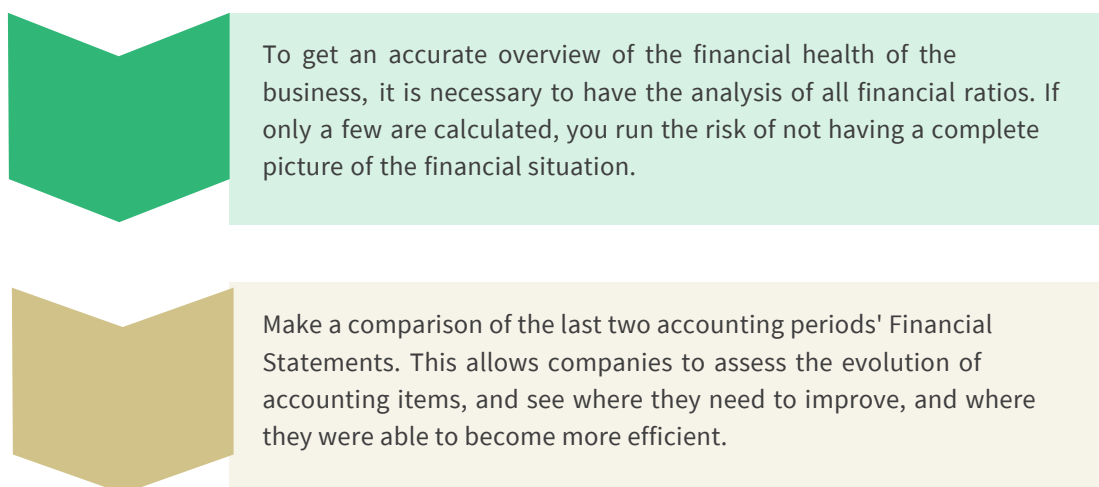 To get an accurate overview of the financial health of the
business, it is necessary to have the analysis of all financial ratios. If
only a few are calculated, you run the risk of not having a complete
picture of the financial situation.
Make a comparison of the last two accounting periods' Financial
Statements. This allows companies to assess the evolution of
accounting items, and see where they need to improve, and where
they were able to become more efficient.